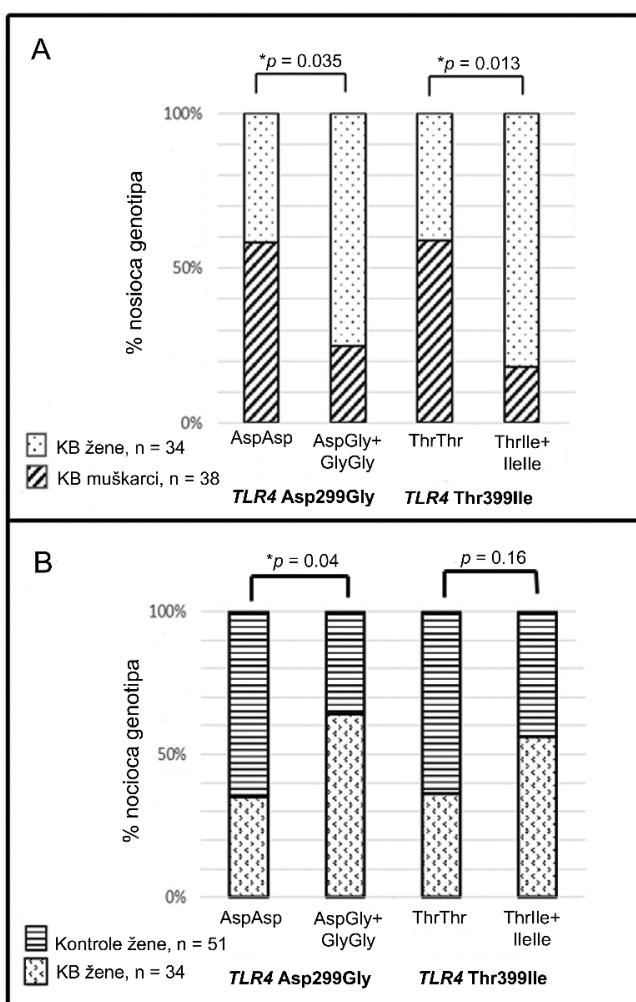 A
*p = 0.035
*p = 0.013
100%
50%
0%
% nosioca genotipa
AspAsp
AspGly+
GlyGly
ThrThr
ThrIle+
IleIle
KB žene, n = 34
KB muškarci, n = 38
TLR4 Asp299Gly
TLR4 Thr399Ile
B
*p = 0.04
p = 0.16
100%
50%
0%
% nocioca genotipa
AspAsp
AspGly+
GlyGly
ThrThr
ThrIle+
IleIle
Kontrole žene, n = 51
KB žene, n = 34
TLR4 Asp299Gly
TLR4 Thr399Ile